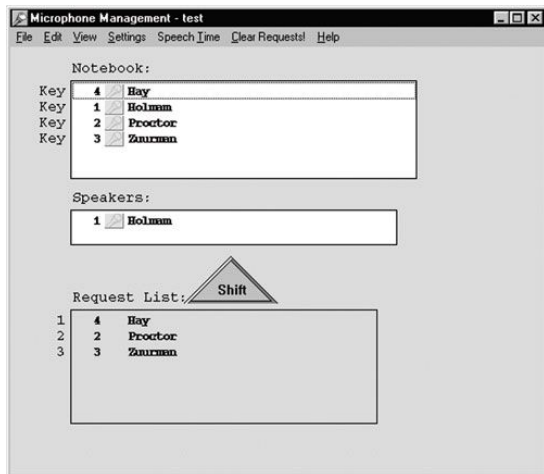 Microphone Management - test
File Edit View Settings Speech Time Clear Requests! Help
Notebook:
Key 4 Hay
Key 1 Holman
Key 2 Proctor
Key 3 Zuurman
Speakers:
1 Holman
Shift
Request List:
1 4 Hay
2 2 Proctor
3 3 Zuurman